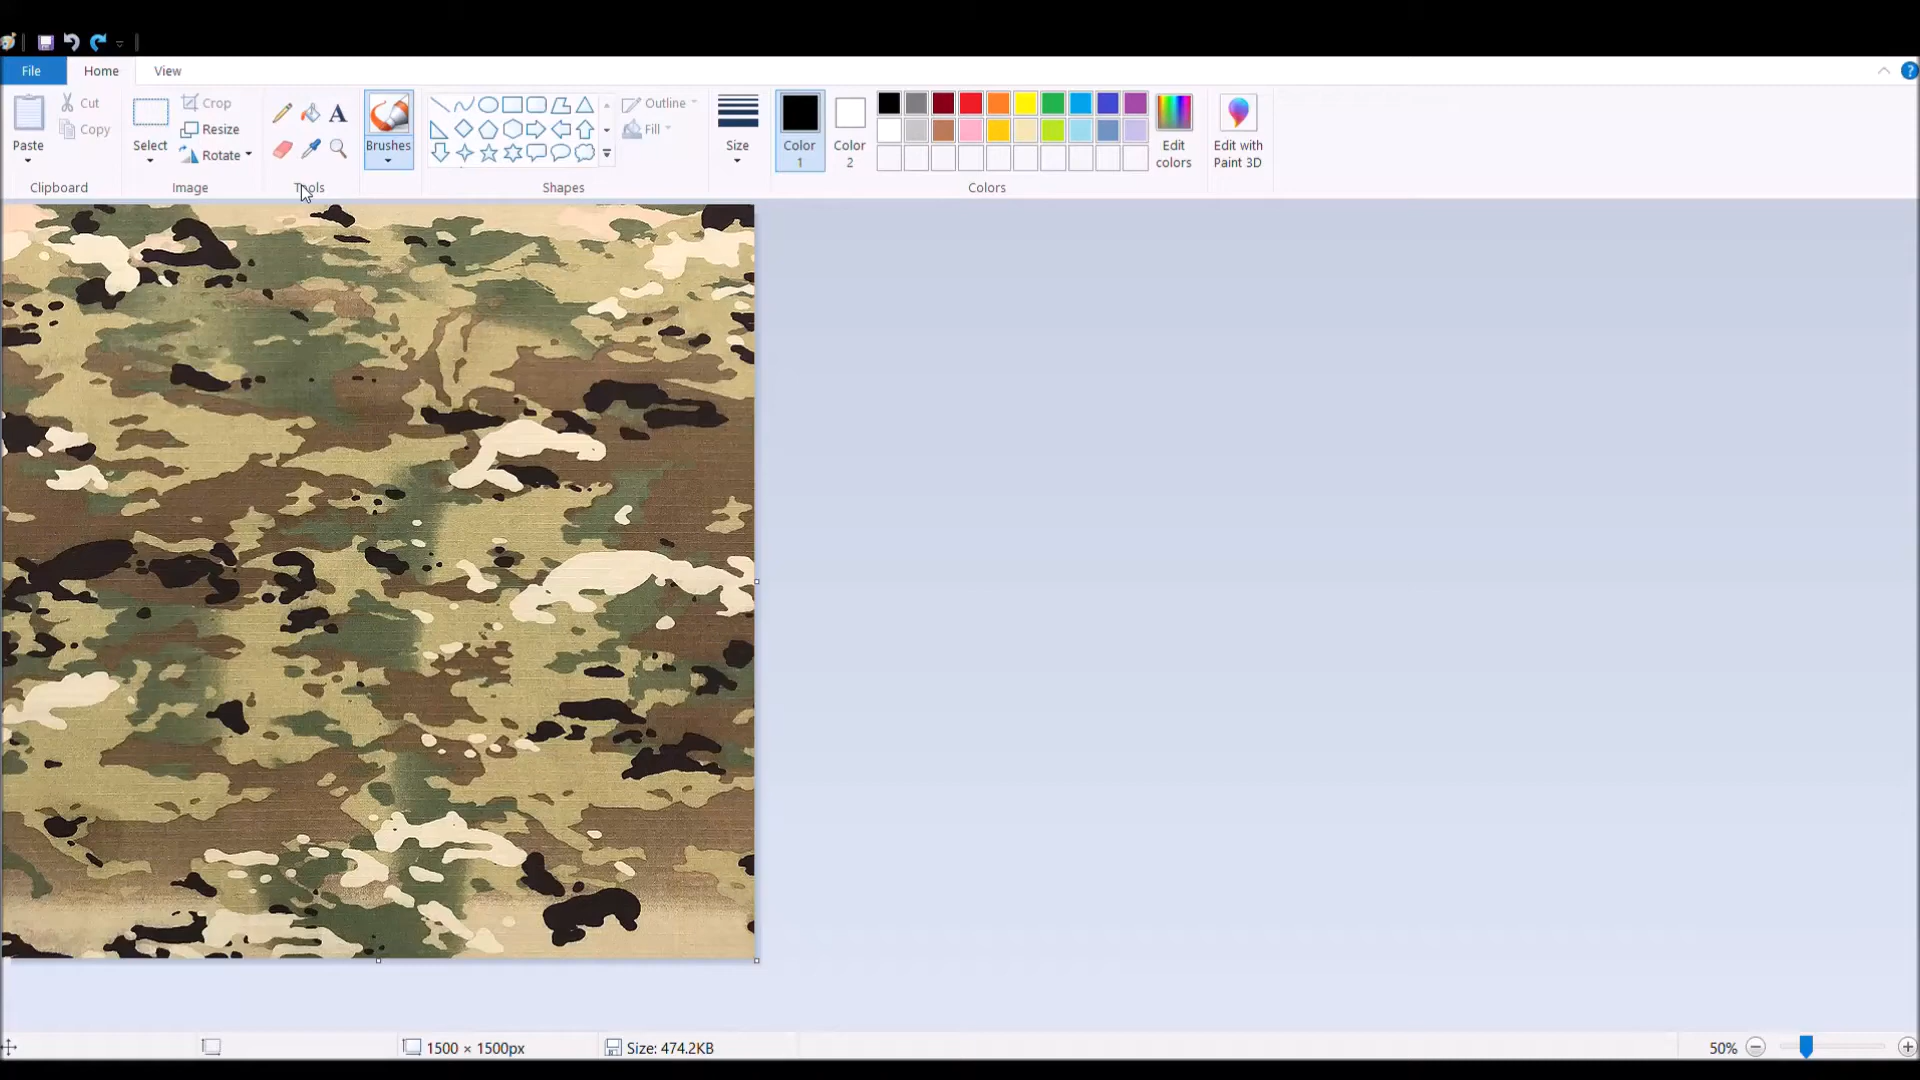 File Home View ?
Paste Cut Copy
Clipboard
Select Crop Resize Rotate
Image
A
Tools
Brushes
Outline Fill
Shapes
Size
Color 1
Color 2
Edit colors
Colors
Edit with Paint 3D
1500 × 1500px Size: 474.2KB 50%